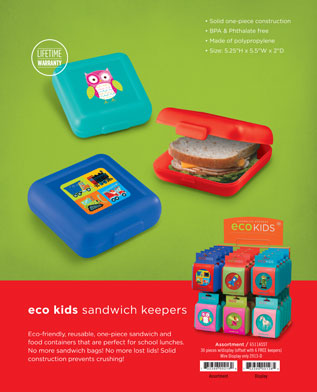 • Solid one-piece construction
• BPA & Phthalate free
• Made of polypropylene
• Size: 5.25"H x 5.5"W x 2"D
LIFETIME
WARRANTY
eco KIDS
eco kids sandwich keepers
Eco-friendly, reusable, one-piece sandwich and
food containers that are perfect for school lunches.
No more sandwich bags! No more lost lids! Solid
construction prevents crushing!
Assortment /
Assortment
Display